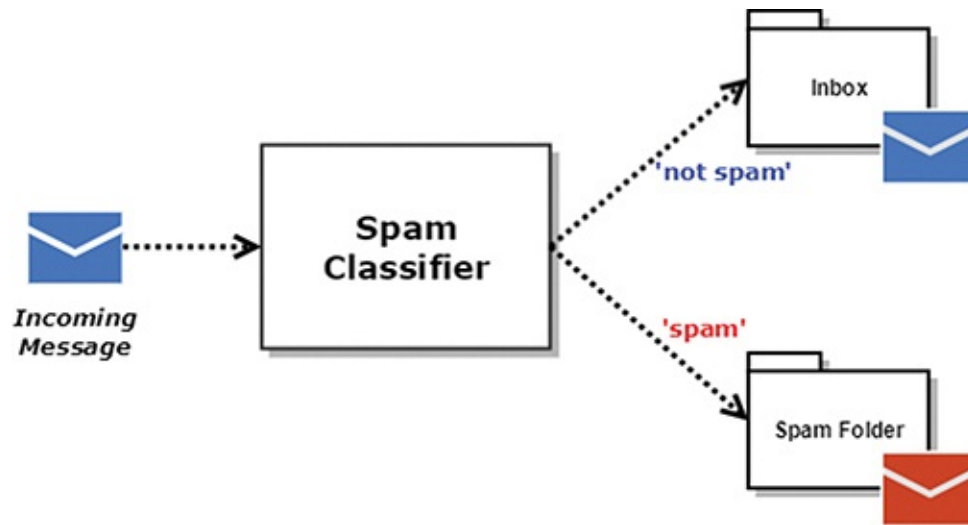 Inbox
'not spam'
Spam
Classifier
Incoming
Message
'spam'
Spam Folder